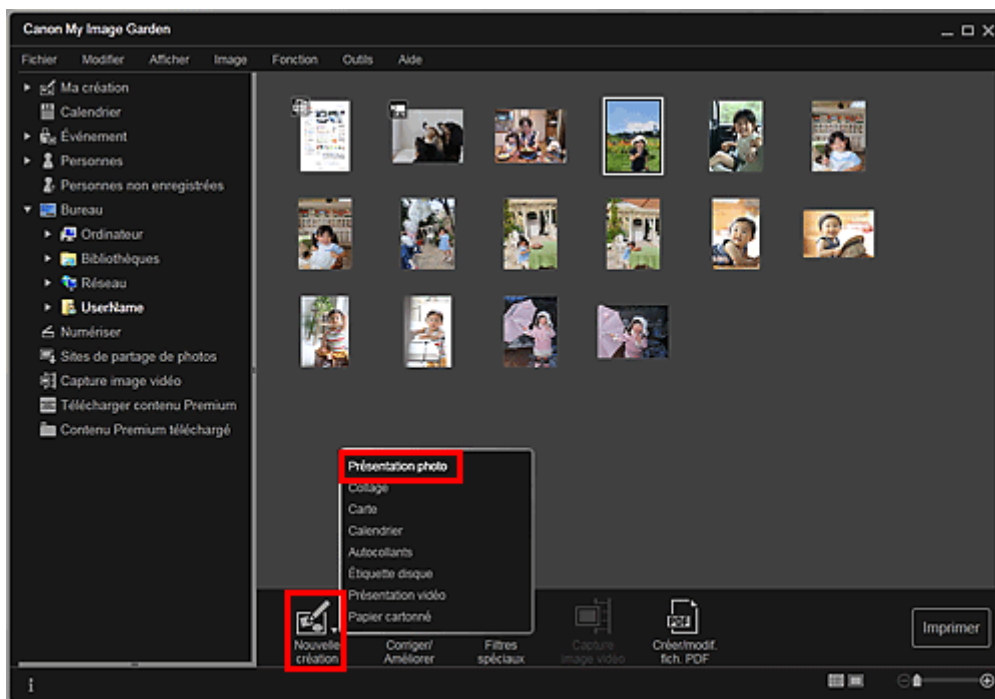 Canon My Image Garden
Fichier Modifier Afficher Image Fonction Outils Aide
Ma création
Calendrier
Événement
Personnes
Personnes non enregistrées
Bureau
Ordinateur
Bibliothèques
Réseau
UserName
Numériser
Sites de partage de photos
Capture image vidéo
Télécharger contenu Premium
Contenu Premium téléchargé
Présentation photo
Collage
Carte
Calendrier
Autocollants
Étiquette disque
Présentation vidéo
Papier cartonné
Nouvelle création
Corriger/ Améliorer
Filtres spéciaux
Capture image vidéo
PDF
Créer/modif. fich. PDF
Imprimer